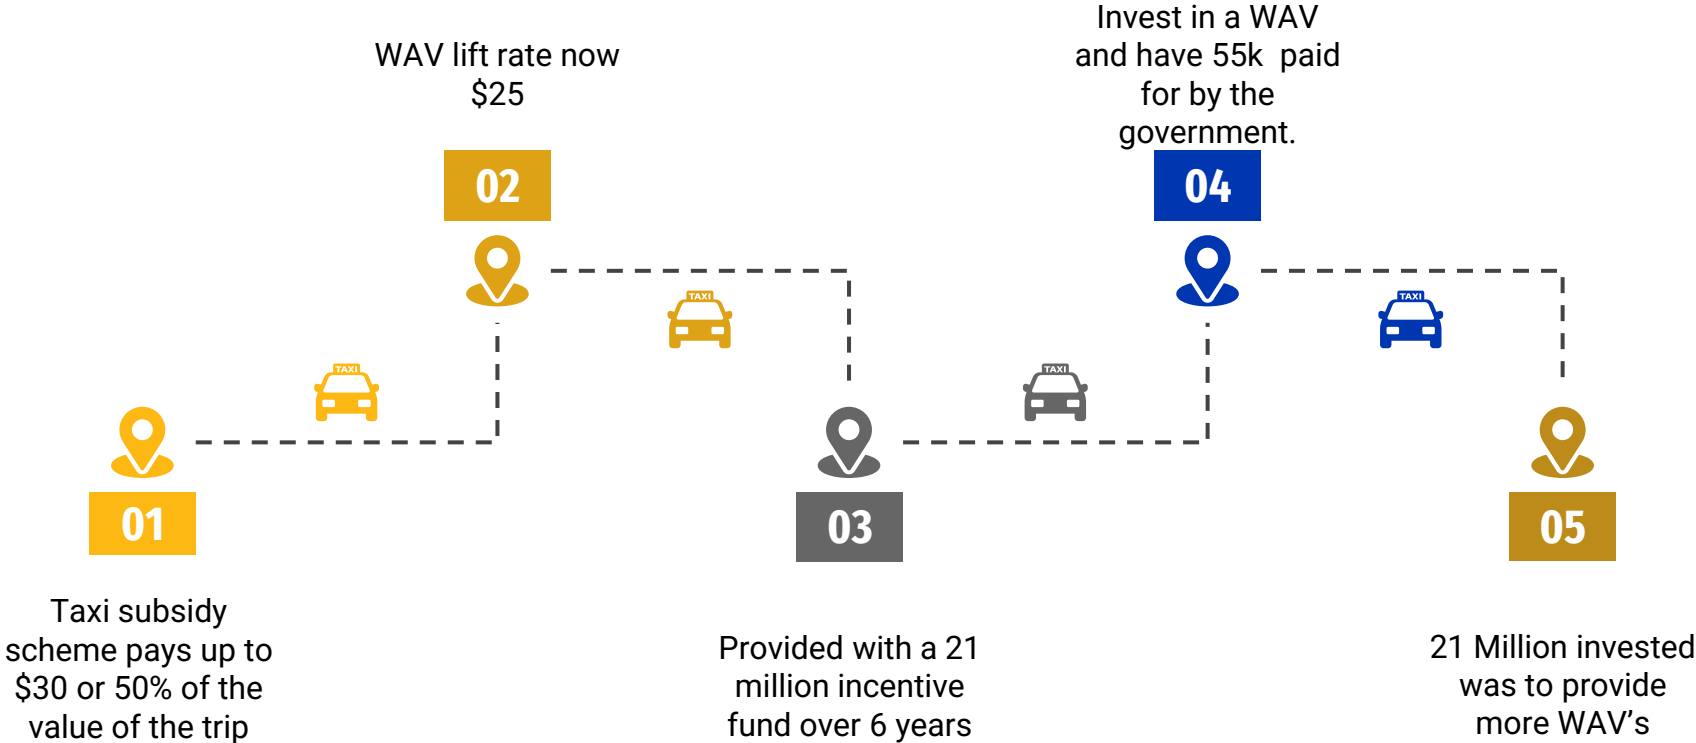 01
Taxi subsidy
scheme pays up to
$30 or 50% of the
value of the trip
TAXI
WAV lift rate now
$25
02
TAXI
03
Provided with a 21
million incentive
fund over 6 years
TAXI
Invest in a WAV
and have 55k  paid
for by the
government.
04
TAXI
05
21 Million invested
was to provide
more WAV’s